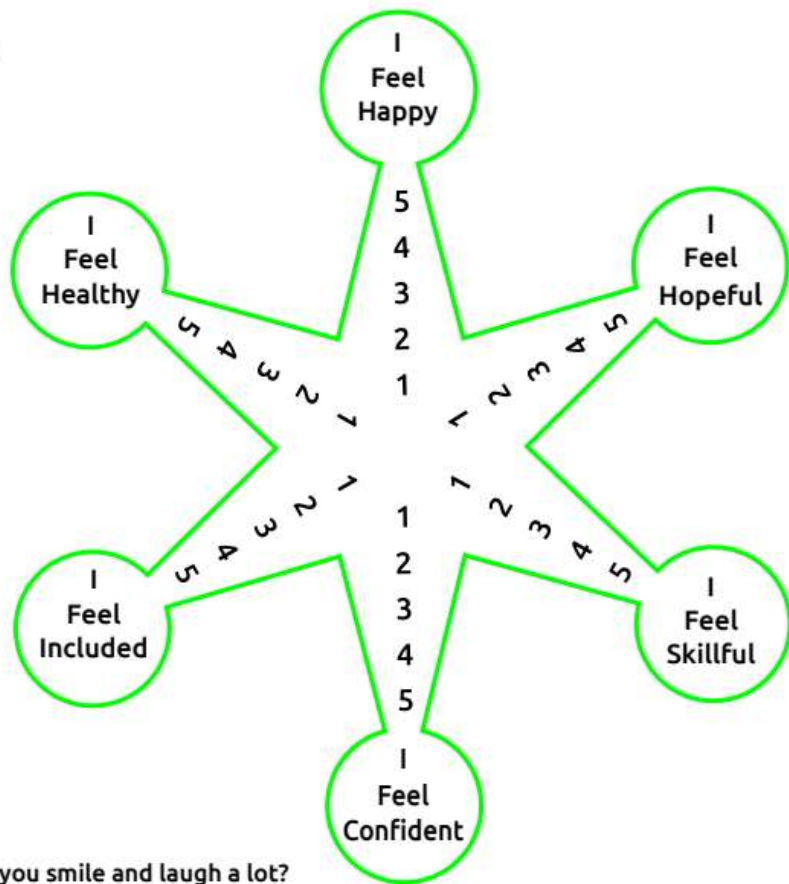 I
Feel
Happy
5
4
3
2
1
I
Feel
Healthy
5 4 3 2 1
I
Feel
Hopeful
1 2 3 4 5
I
Feel
Included
5 4 3 2 1
I
Feel
Skillful
1 2 3 4 5
1
2
3
4
5
I
Feel
Confident
you smile and laugh a lot?